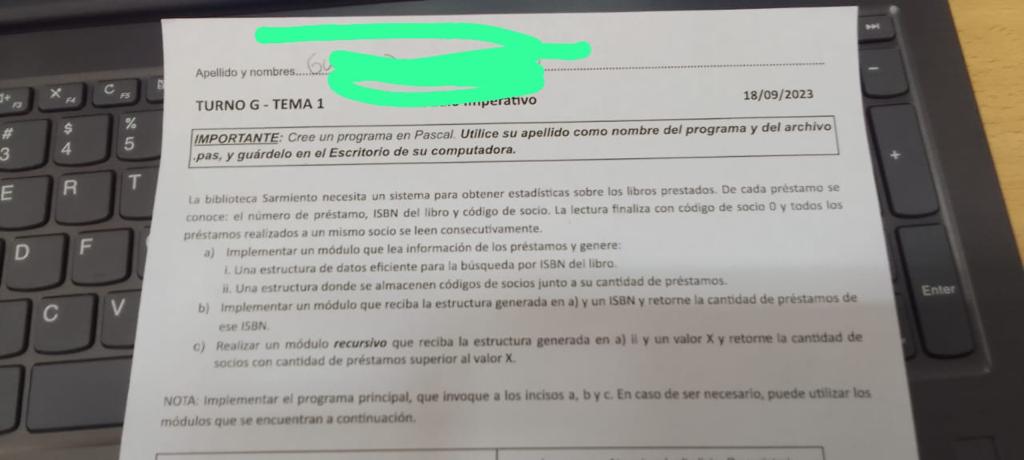 Apellido y nombres
TURNO G - TEMA 1 Imperativo 18/09/2023
IMPORTANTE: Cree un programa en Pascal. Utilice su apellido como nombre del programa y del archivo
.pas, y guárdelo en el Escritorio de su computadora.
La biblioteca Sarmiento necesita un sistema para obtener estadísticas sobre los libros prestados. De cada préstamo se
conoce: el número de préstamo, ISBN del libro y código de socio. La lectura finaliza con código de socio 0 y todos los
préstamos realizados a un mismo socio se leen consecutivamente.
a) Implementar un módulo que lea información de los préstamos y genere:
i. Una estructura de datos eficiente para la búsqueda por ISBN del libro.
ii. Una estructura donde se almacenen códigos de socios junto a su cantidad de préstamos.
b) Implementar un módulo que reciba la estructura generada en a) y un ISBN y retorne la cantidad de préstamos de
ese ISBN.
c) Realizar un módulo recursivo que reciba la estructura generada en a) ii y un valor X y retorne la cantidad de
socios con cantidad de préstamos superior al valor X.
NOTA: Implementar el programa principal, que invoque a los incisos a, b y c. En caso de ser necesario, puede utilizar los
módulos que se encuentran a continuación.
F3
F4
F5
#
3
$
4
%
5
E
R
T
D
F
C
V
+
Enter